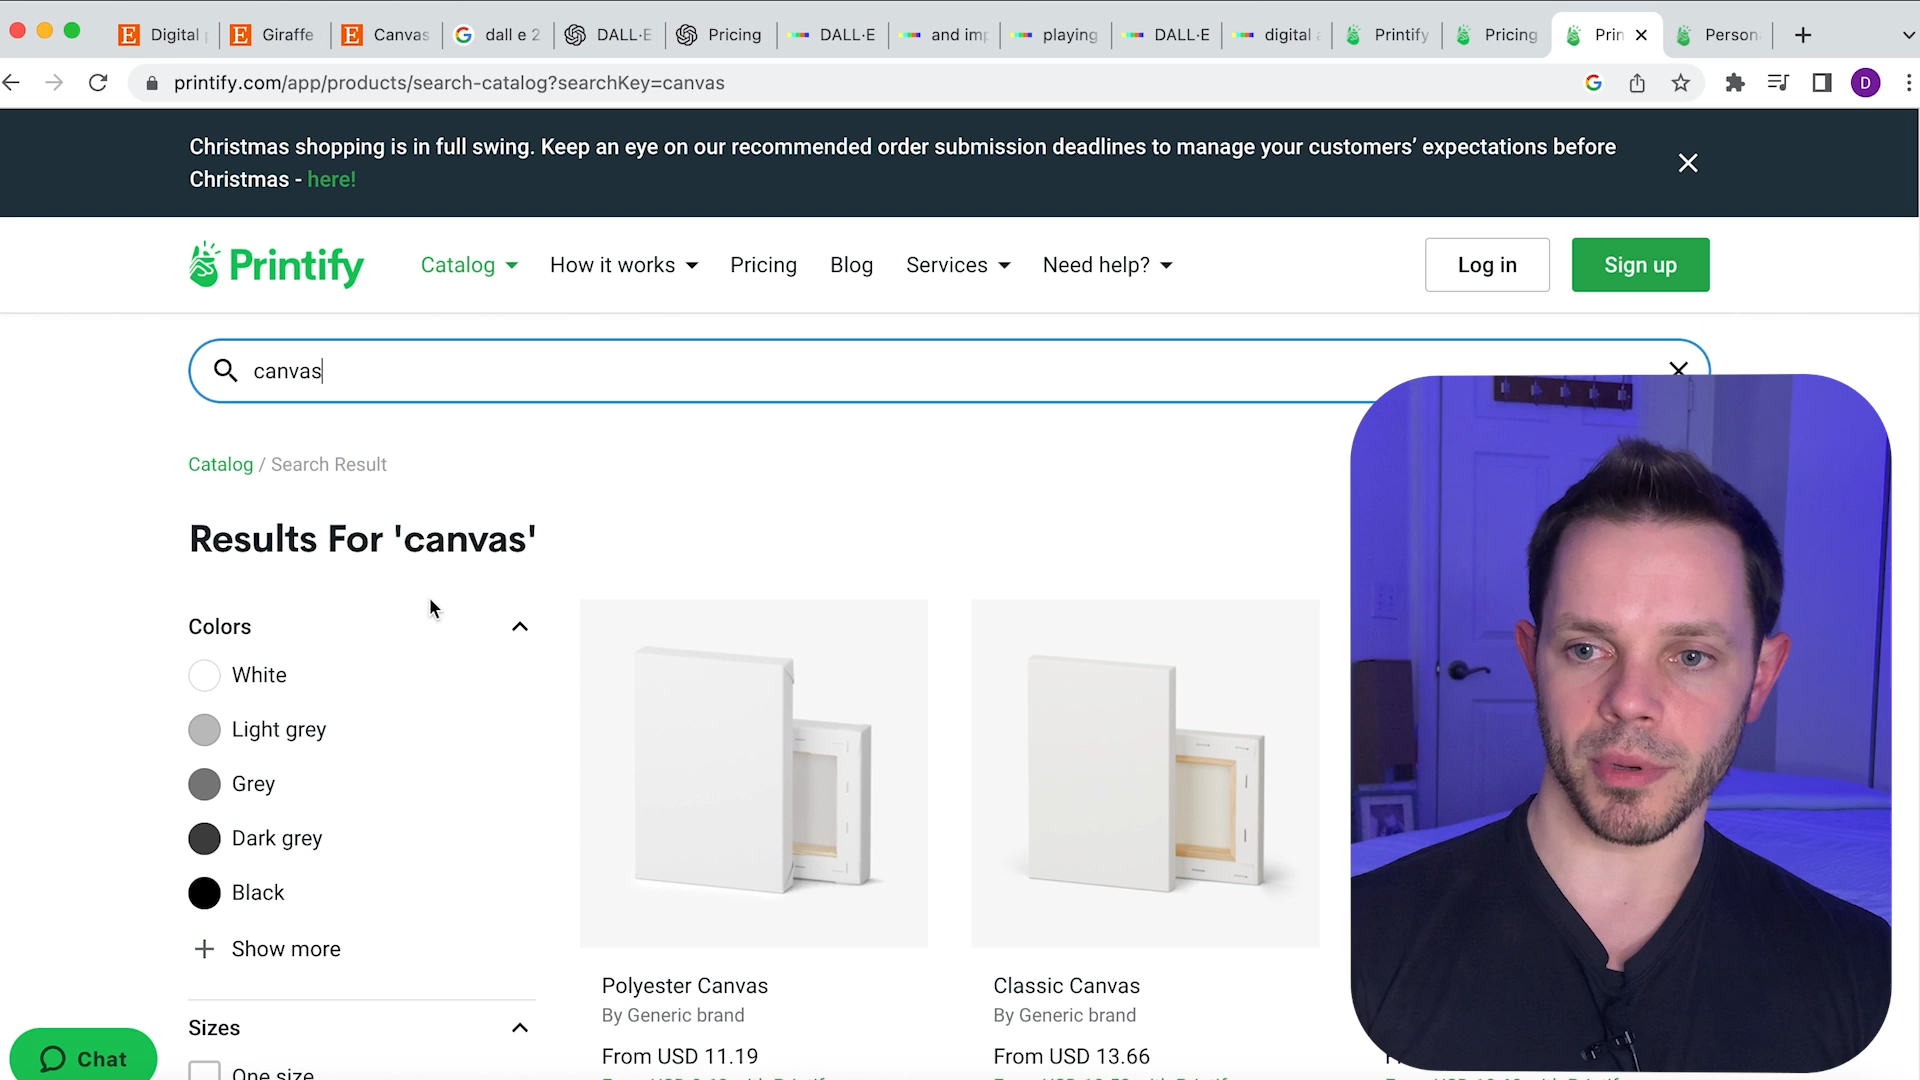 Digital
Giraffe
Canvas
dall e 2
DALL·E
Pricing
DALL·E
and imp
playing
DALL·E
digital
Printify
Pricing
Prin
Person
printify.com/app/products/search-catalog?searchKey=canvas
D
Christmas shopping is in full swing. Keep an eye on our recommended order submission deadlines to manage your customers’ expectations before
Christmas - here!
Printify
Catalog
How it works
Pricing
Blog
Services
Need help?
Log in
Sign up
canvas
Catalog / Search Result
Results For 'canvas'
Colors
White
Light grey
Grey
Dark grey
Black
Show more
Sizes
One size
Chat
Polyester Canvas
By Generic brand
From USD 11.19
Classic Canvas
By Generic brand
From USD 13.66